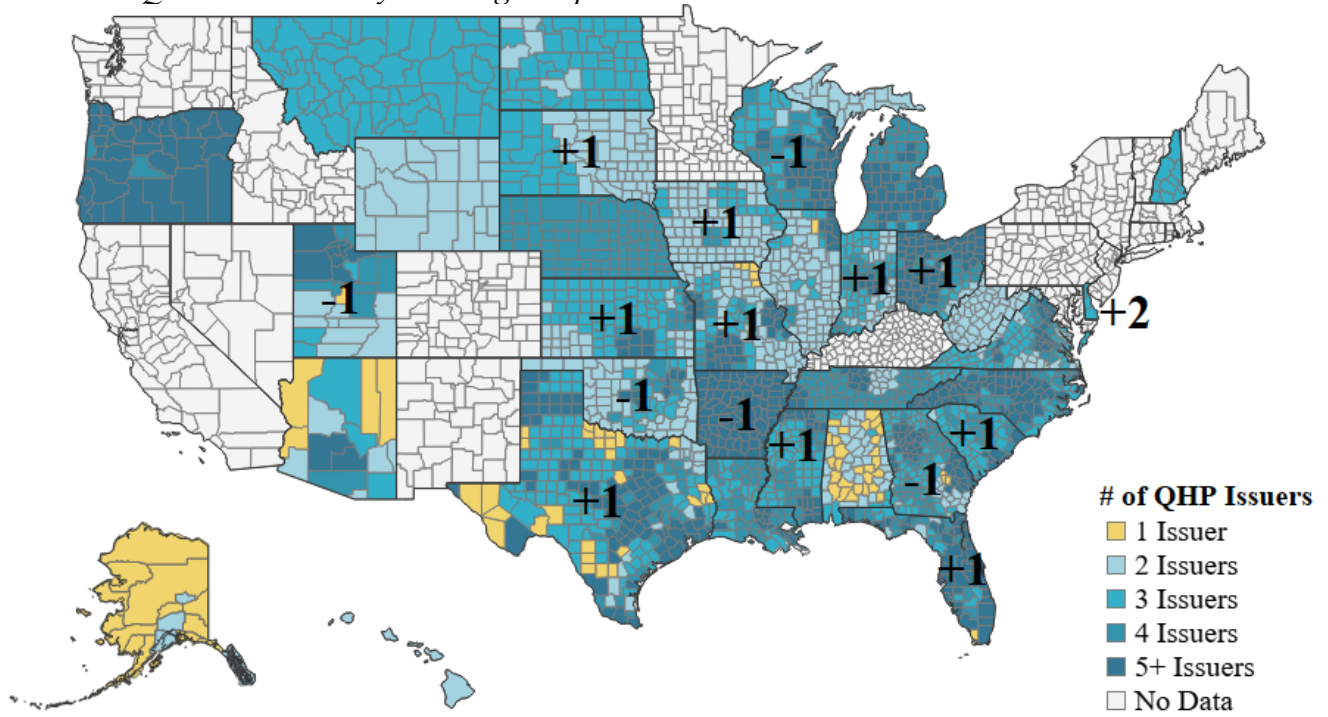 +1
-1
+1
+1
+1
-1
+2
+1
+1
-1
-1
+1
+1
-1
+1
+1
# of QHP Issuers
1 Issuer
2 Issuers
3 Issuers
4 Issuers
5+ Issuers
No Data